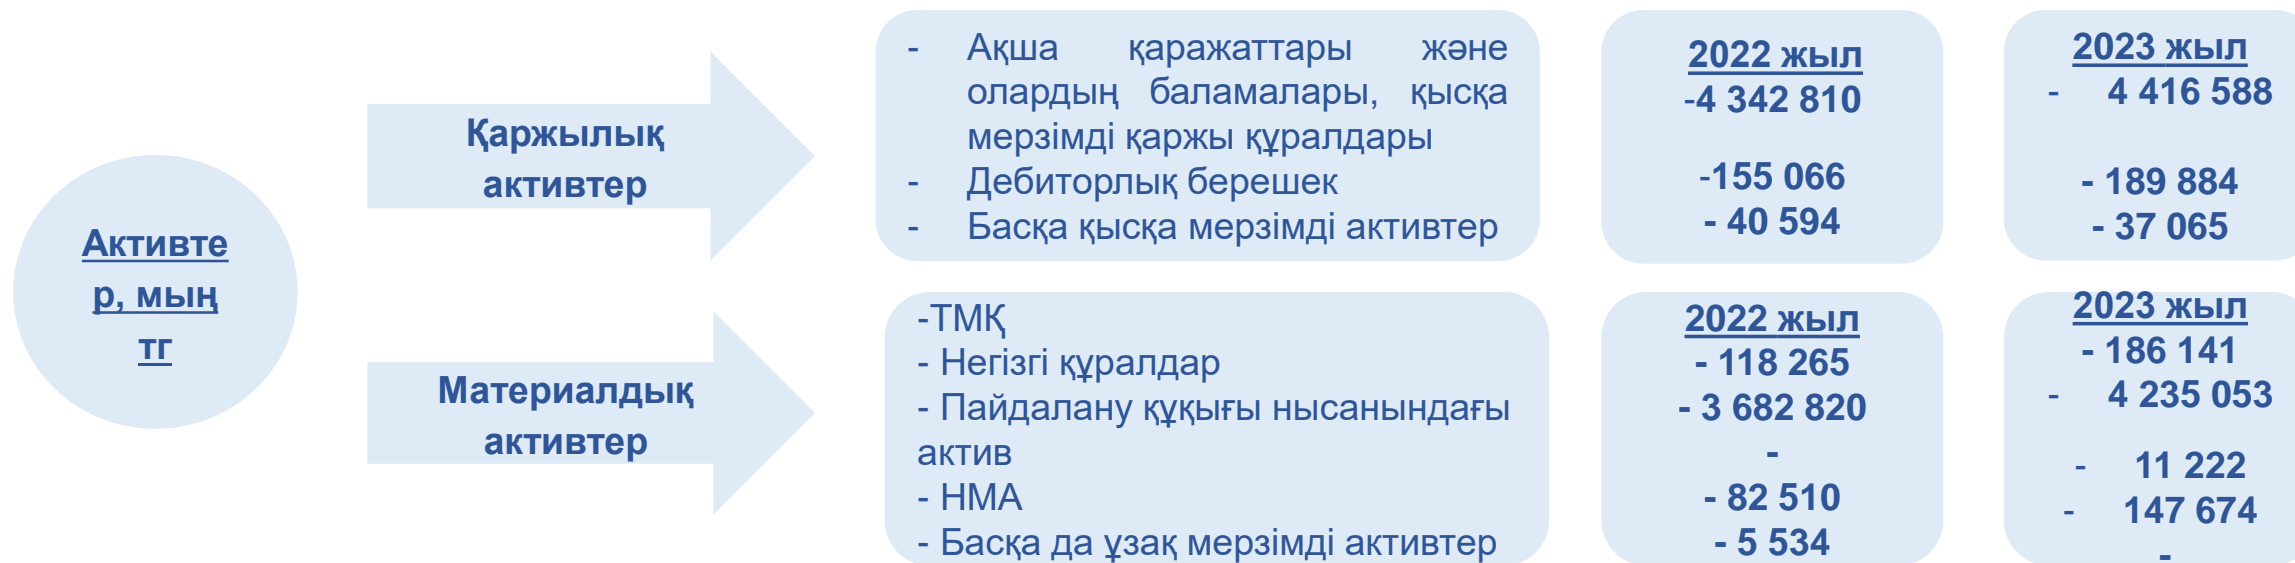 Активте
р, мың
тг
Қаржылық
активтер
- Ақша қаражаттары және
олардың баламалары, қысқа
мерзімді қаржы құралдары
- Дебиторлық берешек
- Басқа қысқа мерзімді активтер
2022 жыл
-4 342 810
-155 066
- 40 594
2023 жыл
- 4 416 588
- 189 884
- 37 065
Материалдық
активтер
-ТМҚ
- Негізгі құралдар
- Пайдалану құқығы нысанындағы
актив
- НМА
- Басқа да ұзақ мерзімді активтер
2022 жыл
- 118 265
- 3 682 820
-
- 82 510
- 5 534
2023 жыл
- 186 141
- 4 235 053
- 11 222
- 147 674
-